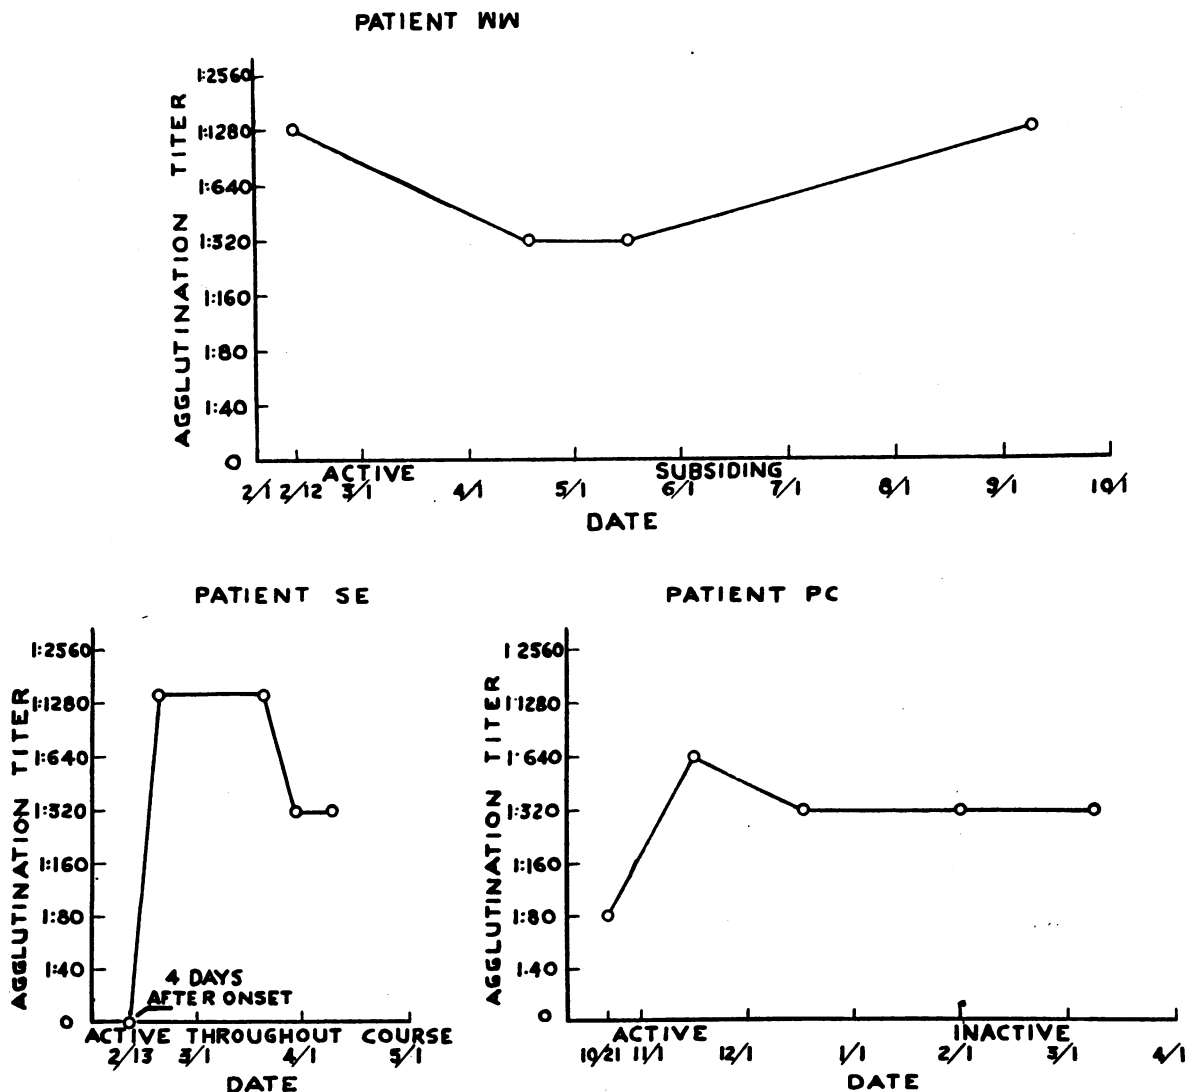 PATIENT WW
AGGLUTINATION TITER
1:2560
1:1280
1:640
1:320
1:160
1:80
1:40
0
ACTIVE SUBSIDING
2/1 2/12 3/1 4/1 5/1 6/1 7/1 8/1 9/1 10/1
DATE
PATIENT SE
AGGLUTINATION TITER
1:2560
1:1280
1:640
1:320
1:160
1:80
1:40
0
4 DAYS
AFTER ONSET
ACTIVE THROUGHOUT COURSE
2/13 3/1 4/1 5/1
DATE
PATIENT PC
AGGLUTINATION TITER
1:2560
1:1280
1:640
1:320
1:160
1:80
1:40
0
ACTIVE INACTIVE
10/21 11/1 12/1 1/1 2/1 3/1 4/1
DATE